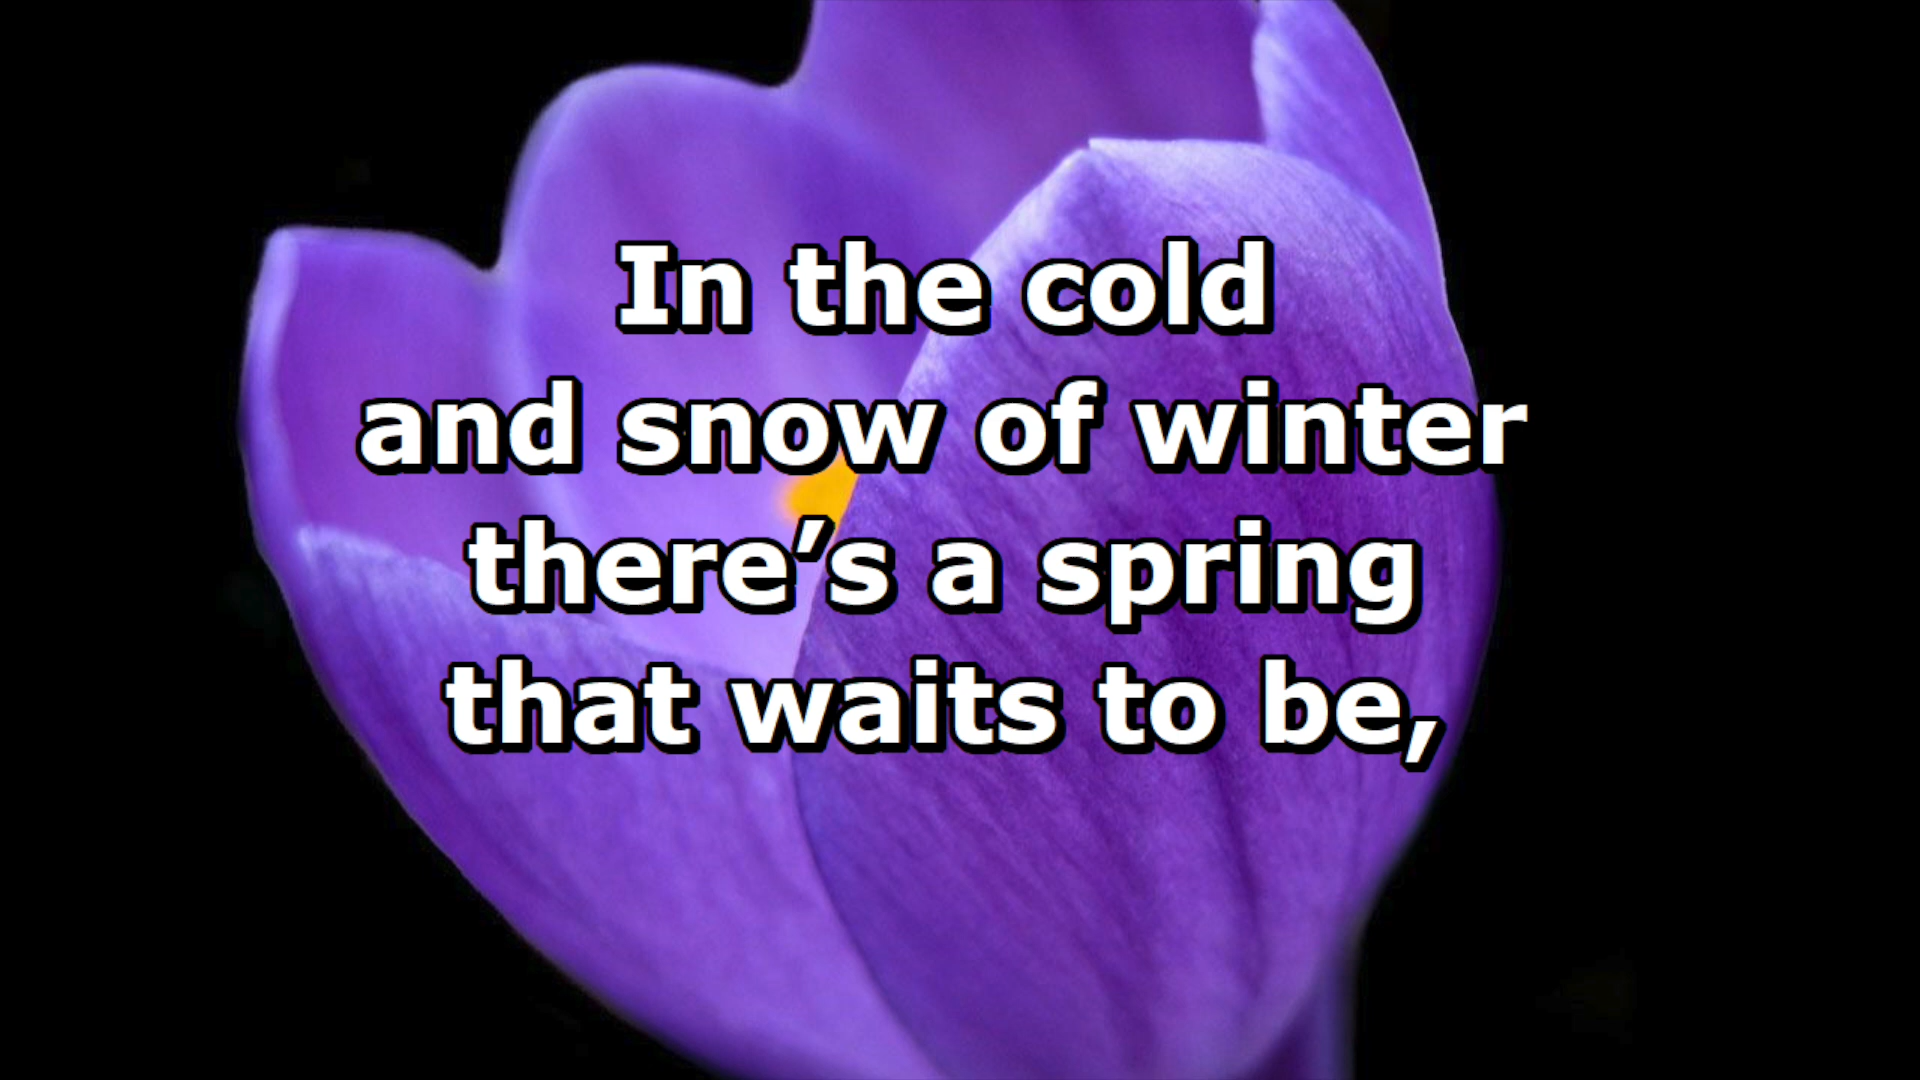 In the cold
and snow of winter
there’s a spring
that waits to be,